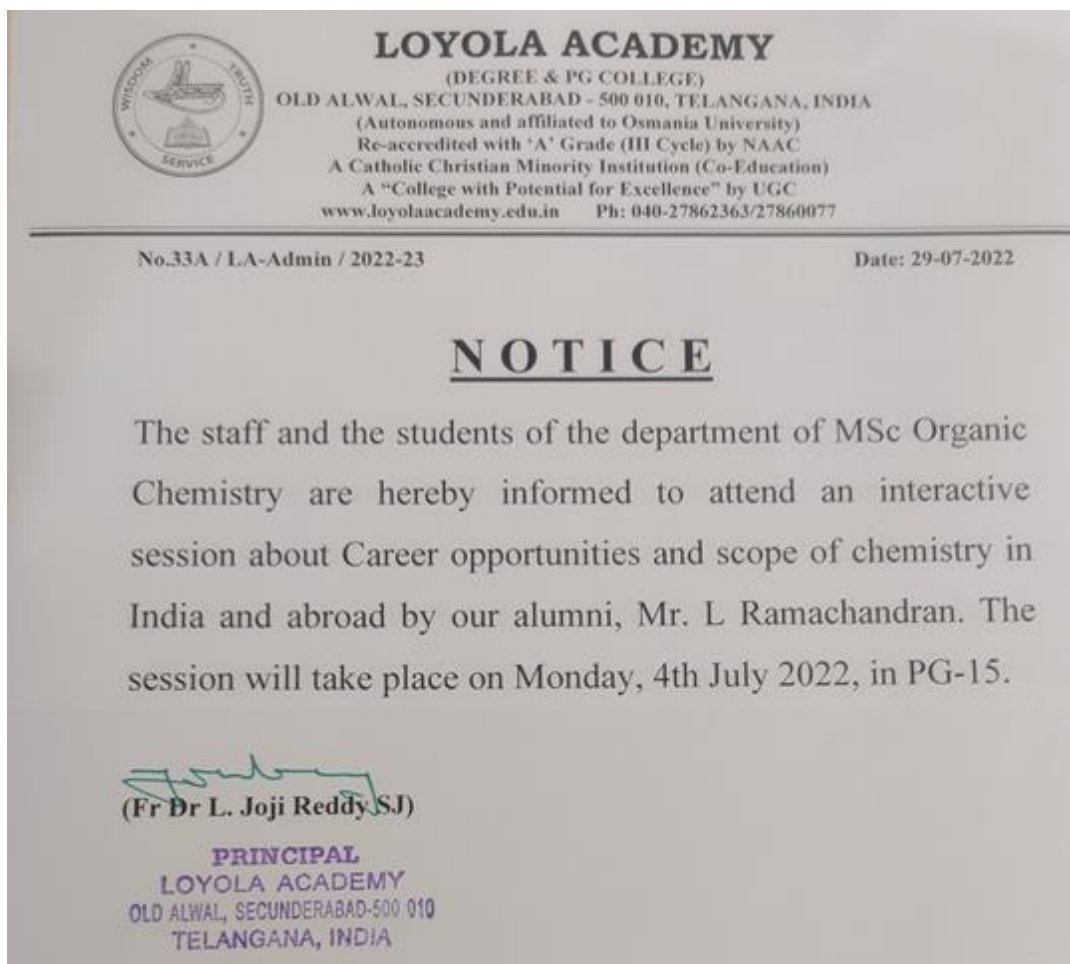 WISDOM TRUTH
SERVICE
LOYOLA ACADEMY
(DEGREE & PG COLLEGE)
OLD ALWAL, SECUNDERABAD - 500 010, TELANGANA, INDIA
(Autonomous and affiliated to Osmania University)
Re-accredited with ‘A’ Grade (III Cycle) by NAAC
A Catholic Christian Minority Institution (Co-Education)
A “College with Potential for Excellence” by UGC
www.loyolaacademy.edu.in Ph: 040-27862363/27860077
No.33A / LA-Admin / 2022-23 Date: 29-07-2022
NOTICE
The staff and the students of the department of MSc Organic
Chemistry are hereby informed to attend an interactive
session about Career opportunities and scope of chemistry in
India and abroad by our alumni, Mr. L Ramachandran. The
session will take place on Monday, 4th July 2022, in PG-15.
(Fr Dr L. Joji Reddy SJ)
PRINCIPAL
LOYOLA ACADEMY
OLD ALWAL, SECUNDERABAD-500 010
TELANGANA, INDIA